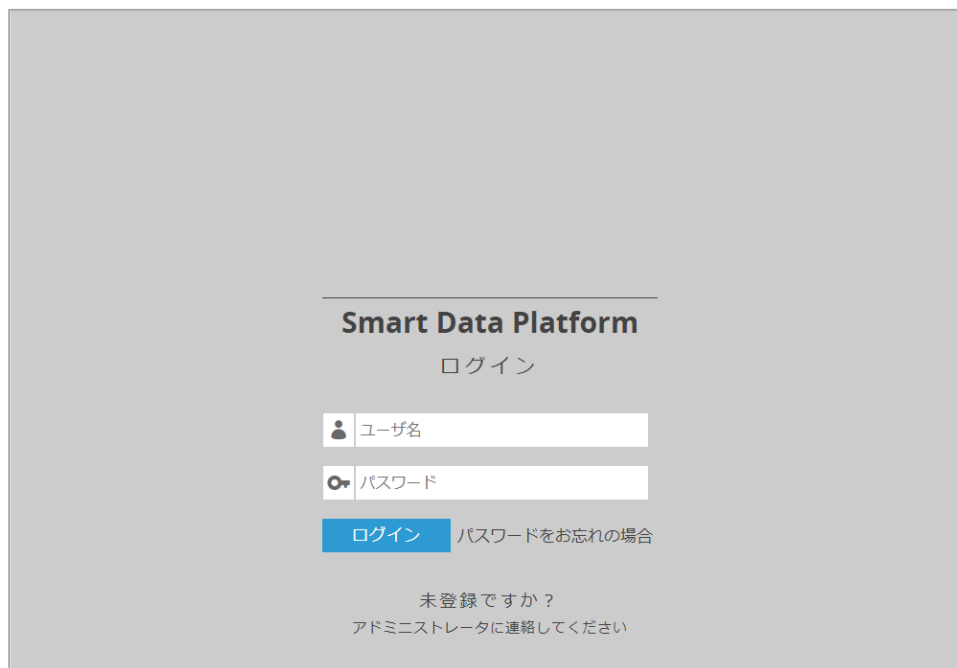 Smart Data Platform
ログイン
ユーザ名
パスワード
ログイン パスワードをお忘れの場合
未登録ですか？
アドミニストレータに連絡してください